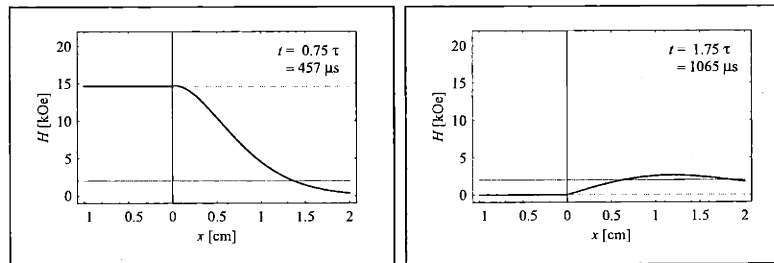 20
15
10
5
0
H [kOe]
t = 0.75 τ
= 457 µs
1 0.5 0 0.5 1 1.5 2
x [cm]
20
15
10
5
0
H [kOe]
t = 1.75 τ
= 1065 µs
1 0.5 0 0.5 1 1.5 2
x [cm]